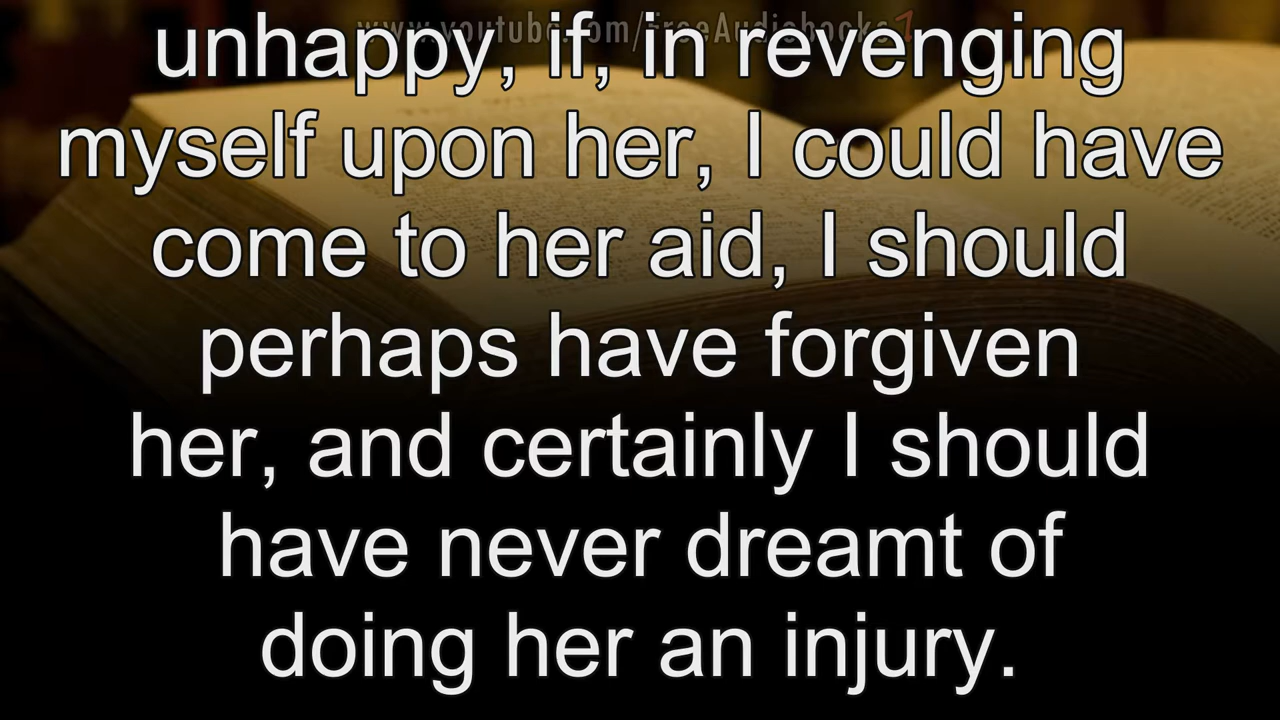 www.youtube.com/FreeAudiobooks1
unhappy, if, in revenging
myself upon her, I could have
come to her aid, I should
perhaps have forgiven
her, and certainly I should
have never dreamt of
doing her an injury.